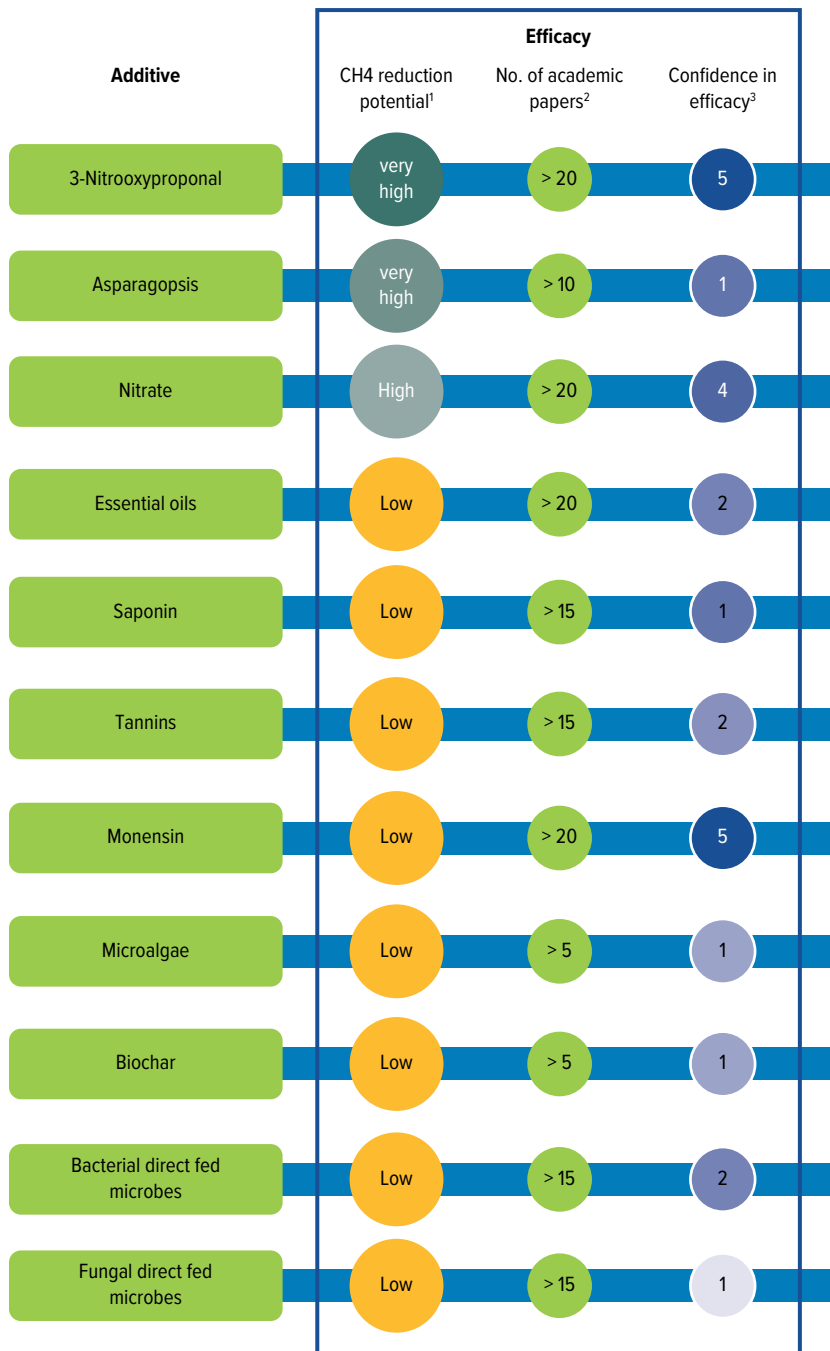 Efficacy
Additive
CH4 reduction
potential¹
No. of academic
papers²
Confidence in
efficacy³
3-Nitrooxyproponal
very
high
> 20
5
Asparagopsis
very
high
> 10
1
Nitrate
High
> 20
4
Essential oils
Low
> 20
2
Saponin
Low
> 15
1
Tannins
Low
> 15
2
Monensin
Low
> 20
5
Microalgae
Low
> 5
1
Biochar
Low
> 5
1
Bacterial direct fed
microbes
Low
> 15
2
Fungal direct fed
microbes
Low
> 15
1